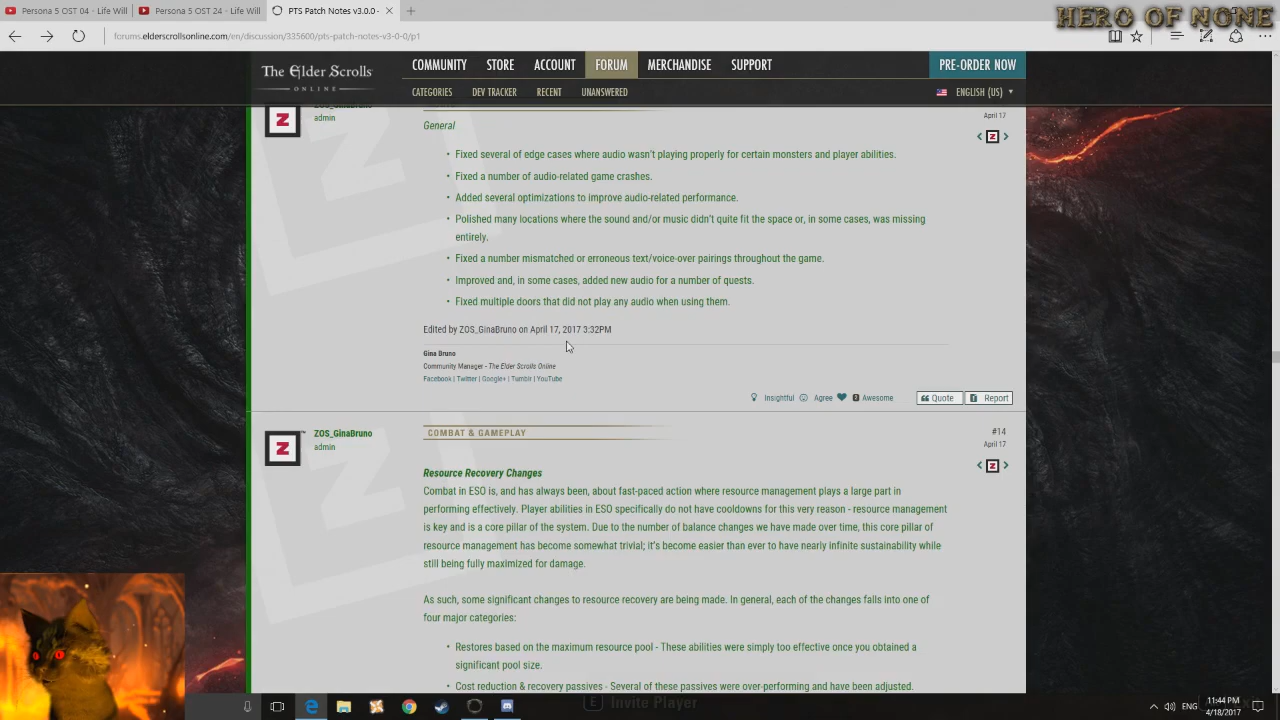 Persona 5 OST 04 - Life Will
Persona 5 OST 24 - Life Will
PTS Patch Notes v3.0.0 -
HERO OF NONE
forums.elderscrollsonline.com/en/discussion/335600/pts-patch-notes-v3-0-0/p1
The Elder Scrolls
ONLINE
COMMUNITY STORE ACCOUNT FORUM MERCHANDISE SUPPORT
PRE-ORDER NOW
CATEGORIES DEV TRACKER RECENT UNANSWERED
ENGLISH (US)
ZOS_GinaBruno
admin
April 17
General
• Fixed several of edge cases where audio wasn't playing properly for certain monsters and player abilities.
• Fixed a number of audio-related game crashes.
• Added several optimizations to improve audio-related performance.
• Polished many locations where the sound and/or music didn't quite fit the space or, in some cases, was missing
entirely.
• Fixed a number mismatched or erroneous text/voice-over pairings throughout the game.
• Improved and, in some cases, added new audio for a number of quests.
• Fixed multiple doors that did not play any audio when using them.
Edited by ZOS_GinaBruno on April 17, 2017 3:32PM
Gina Bruno
Community Manager - The Elder Scrolls Online
Facebook | Twitter | Google+ | Tumblr | YouTube
Insightful Agree Awesome Quote Report
ZOS_GinaBruno
admin
COMBAT & GAMEPLAY
#14
April 17
Resource Recovery Changes
Combat in ESO is, and has always been, about fast-paced action where resource management plays a large part in
performing effectively. Player abilities in ESO specifically do not have cooldowns for this very reason - resource management
is key and is a core pillar of the system. Due to the number of balance changes we have made over time, this core pillar of
resource management has become somewhat trivial; it's become easier than ever to have nearly infinite sustainability while
still being fully maximized for damage.
As such, some significant changes to resource recovery are being made. In general, each of the changes falls into one of
four major categories:
• Restores based on the maximum resource pool - These abilities were simply too effective once you obtained a
significant pool size.
• Cost reduction & recovery passives - Several of these passives were over-performing and have been adjusted.
E Invite Player
ENG
11:44 PM
4/18/2017